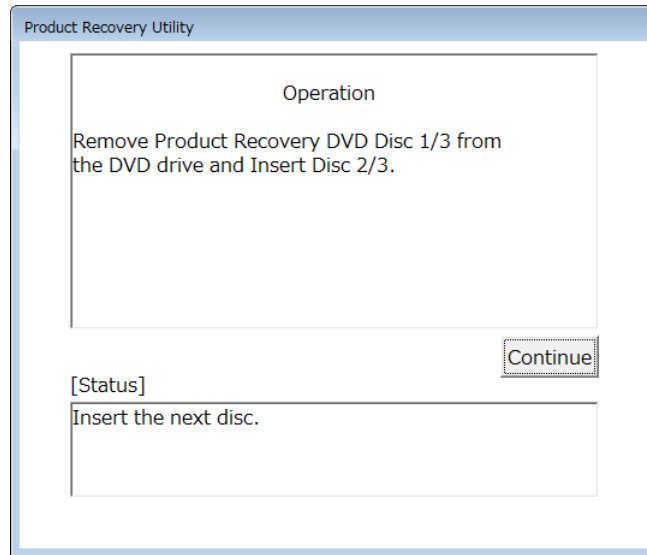 Product Recovery Utility
Operation
Remove Product Recovery DVD Disc 1/3 from
the DVD drive and Insert Disc 2/3.
Continue
[Status]
Insert the next disc.